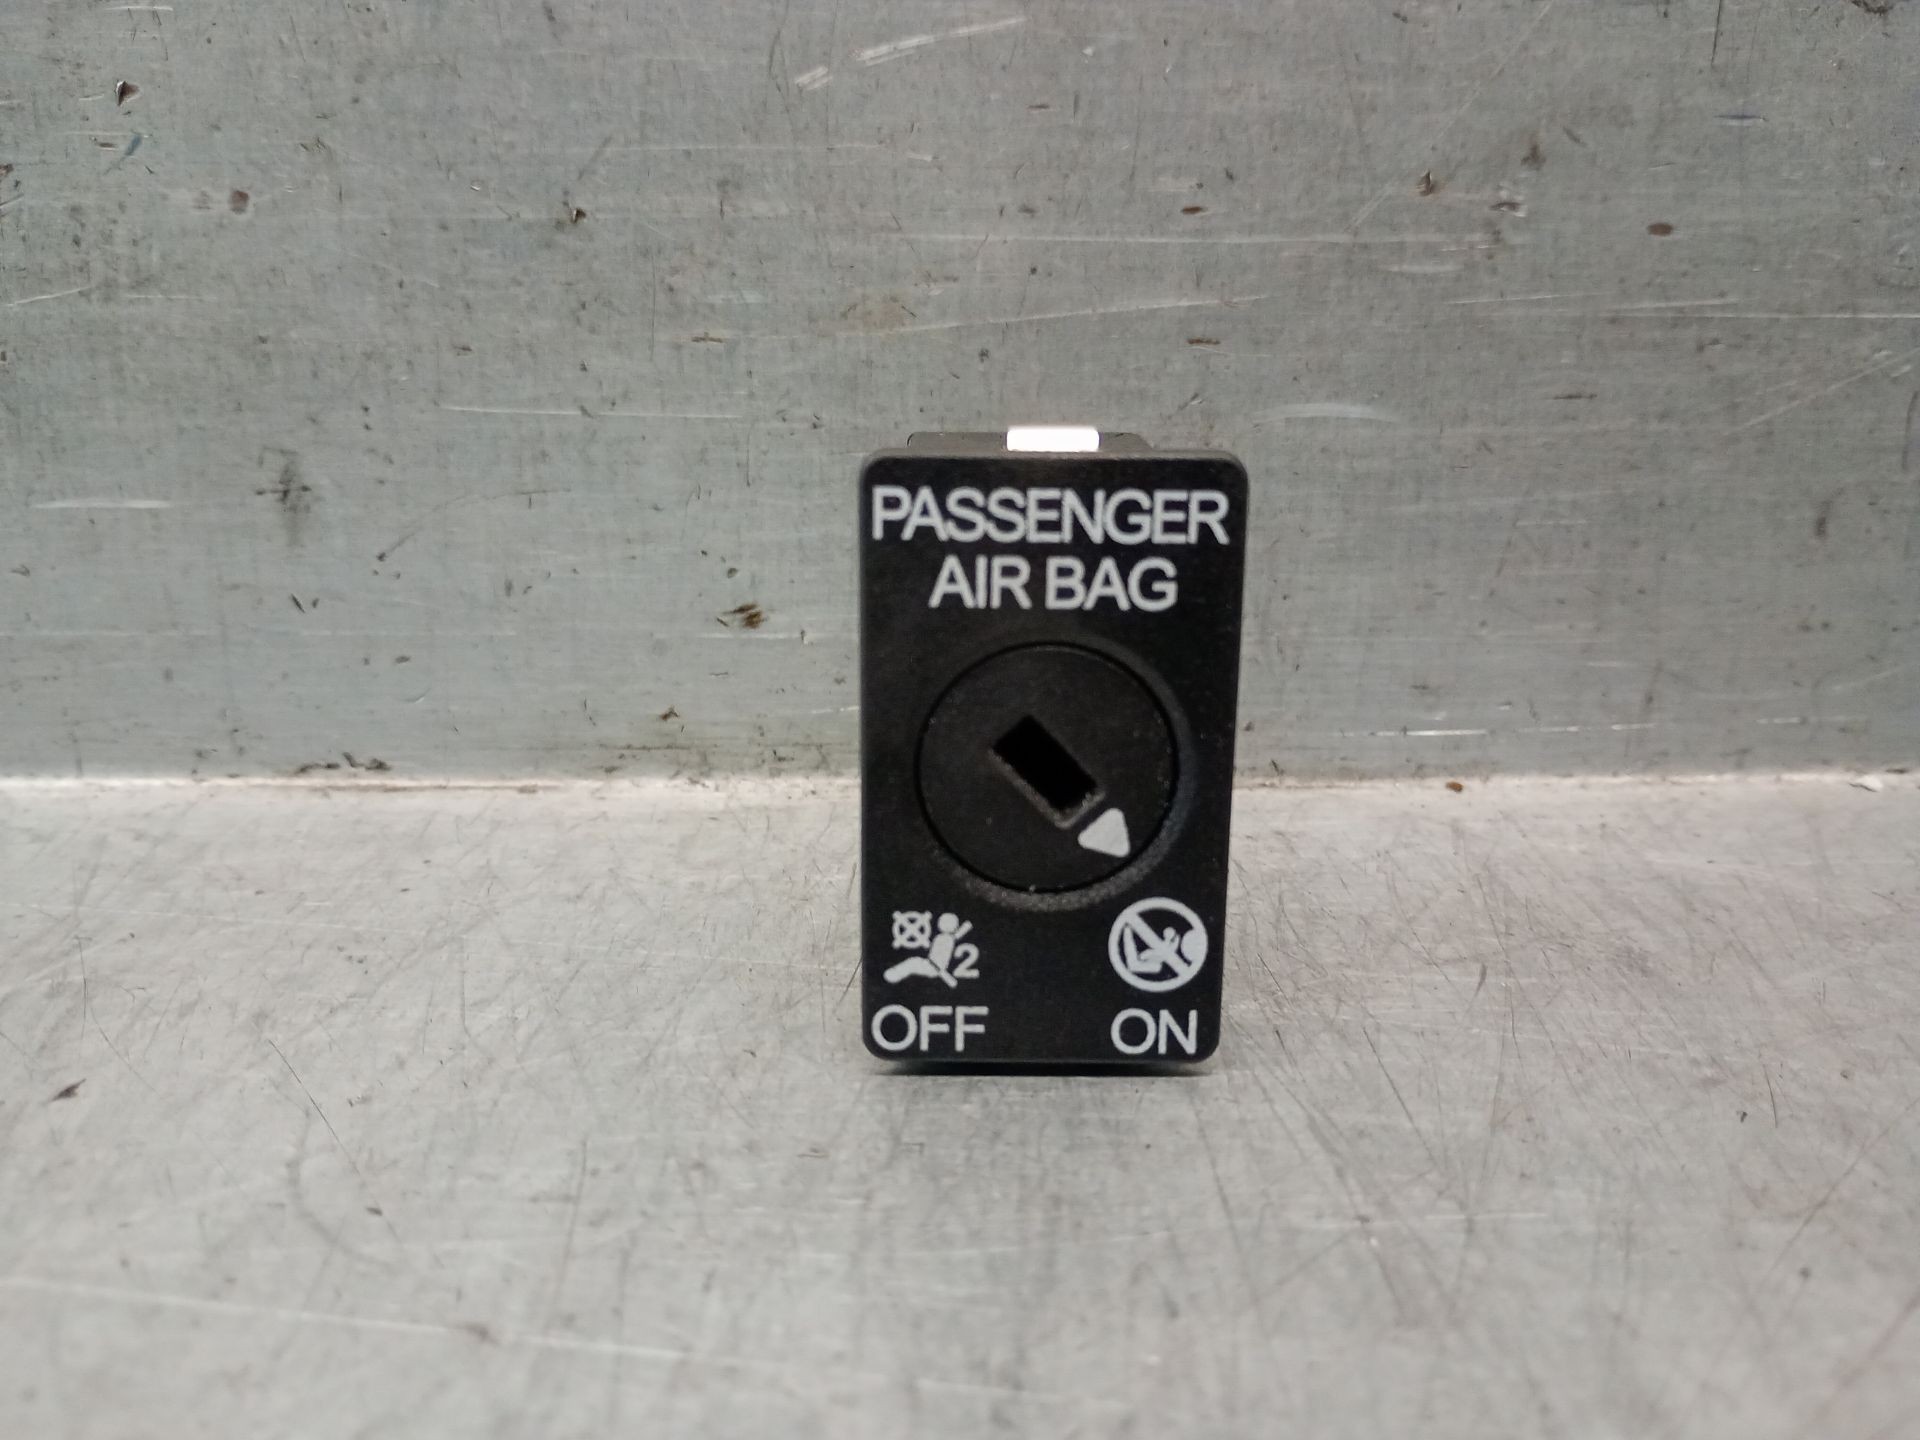 PASSENGER
AIR BAG
2
OFF ON